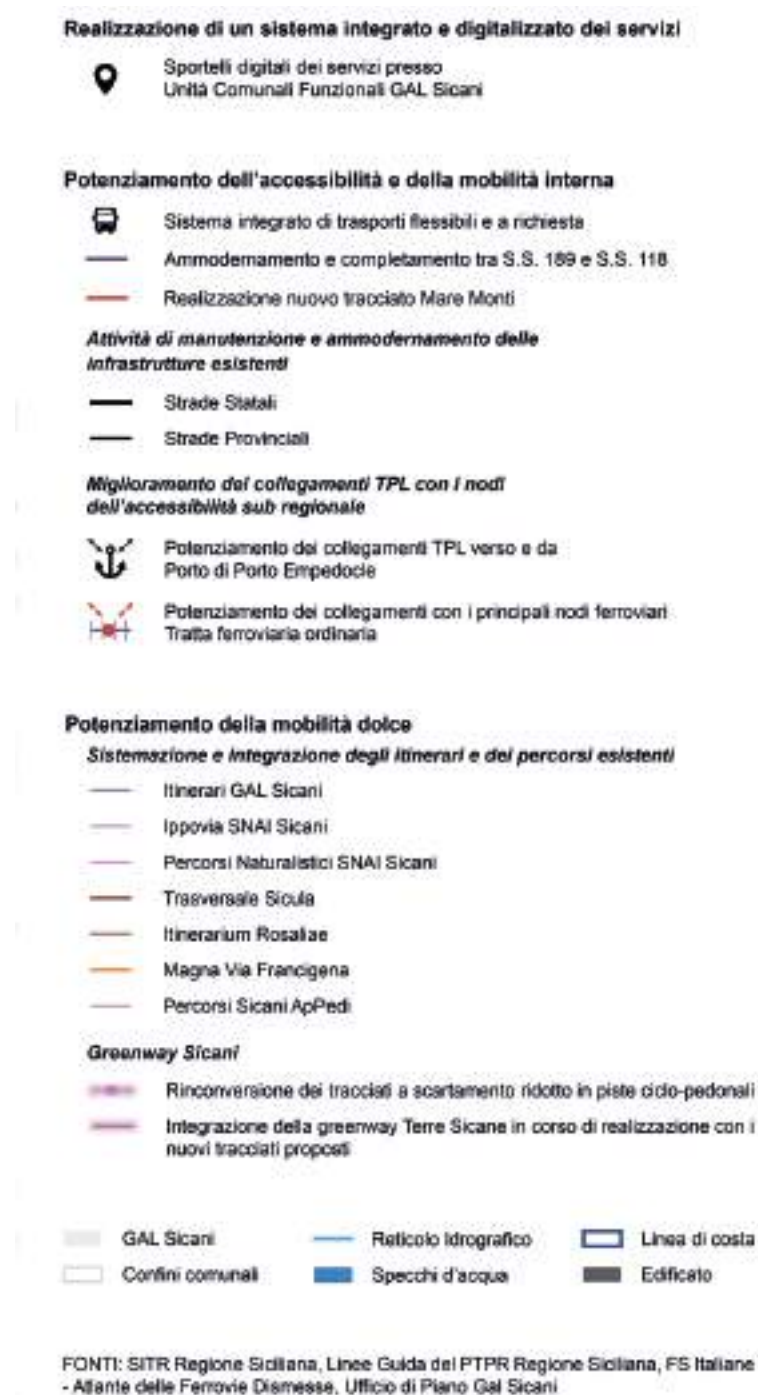 Realizzazione di un sistema integrato e digitalizzato dei servizi
Sportelli digitali dei servizi presso
Unità Comunali Funzionali GAL Sicani
Potenziamento dell'accessibilità e della mobilità interna
Sistema integrato di trasporti flessibili e a richiesta
Ammodernamento e completamento tra S.S. 189 e S.S. 118
Realizzazione nuovo tracciato Mare Monti
Attività di manutenzione e ammodernamento delle
infrastrutture esistenti
Strade Statali
Strade Provinciali
Miglioramento dei collegamenti TPL con i nodi
dell'accessibilità sub regionale
Potenziamento dei collegamenti TPL verso e da
Porto di Porto Empedocle
Potenziamento dei collegamenti con i principali nodi ferroviari
Tratta ferroviaria ordinaria
Potenziamento della mobilità dolce
Sistemazione e integrazione degli itinerari e dei percorsi esistenti
Itinerari GAL Sicani
Ippovia SNAI Sicani
Percorsi Naturalistici SNAI Sicani
Trasversale Sicula
Itinerarium Rosaliae
Magna Via Francigena
Percorsi Sicani ApPedi
Greenway Sicani
Rinconversione dei tracciati a scartamento ridotto in piste ciclo-pedonali
Integrazione della greenway Terre Sicane in corso di realizzazione con i
nuovi tracciati proposti
GAL Sicani Reticolo Idrografico Linea di costa
Confini comunali Specchi d'acqua Edificato
FONTI: SITR Regione Siciliana, Linee Guida del PTPR Regione Siciliana, FS Italiane
- Atlante delle Ferrovie Dismesse, Ufficio di Piano Gal Sicani